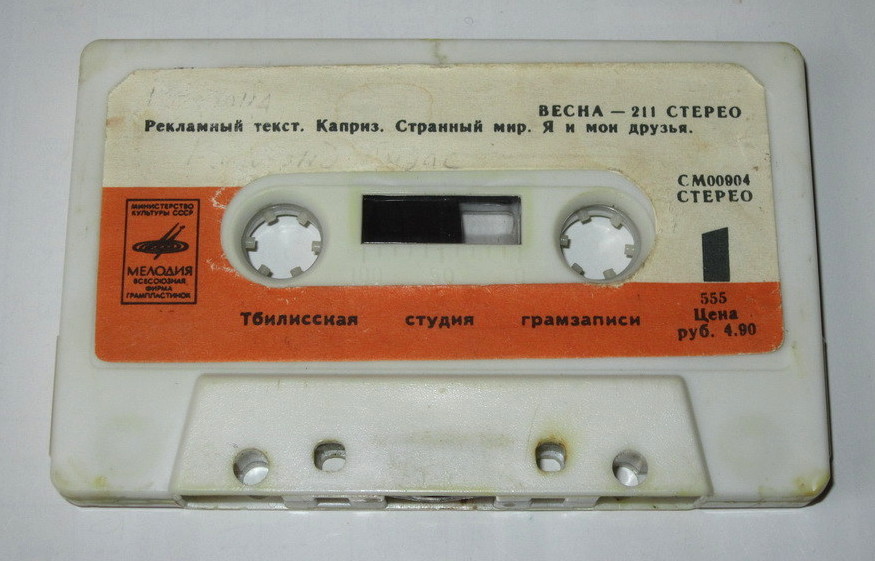 ВЕСНА — 211 СТЕРЕО
Рекламный текст. Каприз. Странный мир. Я и мои друзья.
СМ00904
СТЕРЕО
МИНИСТЕРСТВО
КУЛЬТУРЫ СССР
МЕЛОДИЯ
ВСЕСОЮЗНАЯ
ФИРМА
ГРАМПЛАСТИНОК
1
555
Цена
руб. 4.90
Тбилисская студия грамзаписи